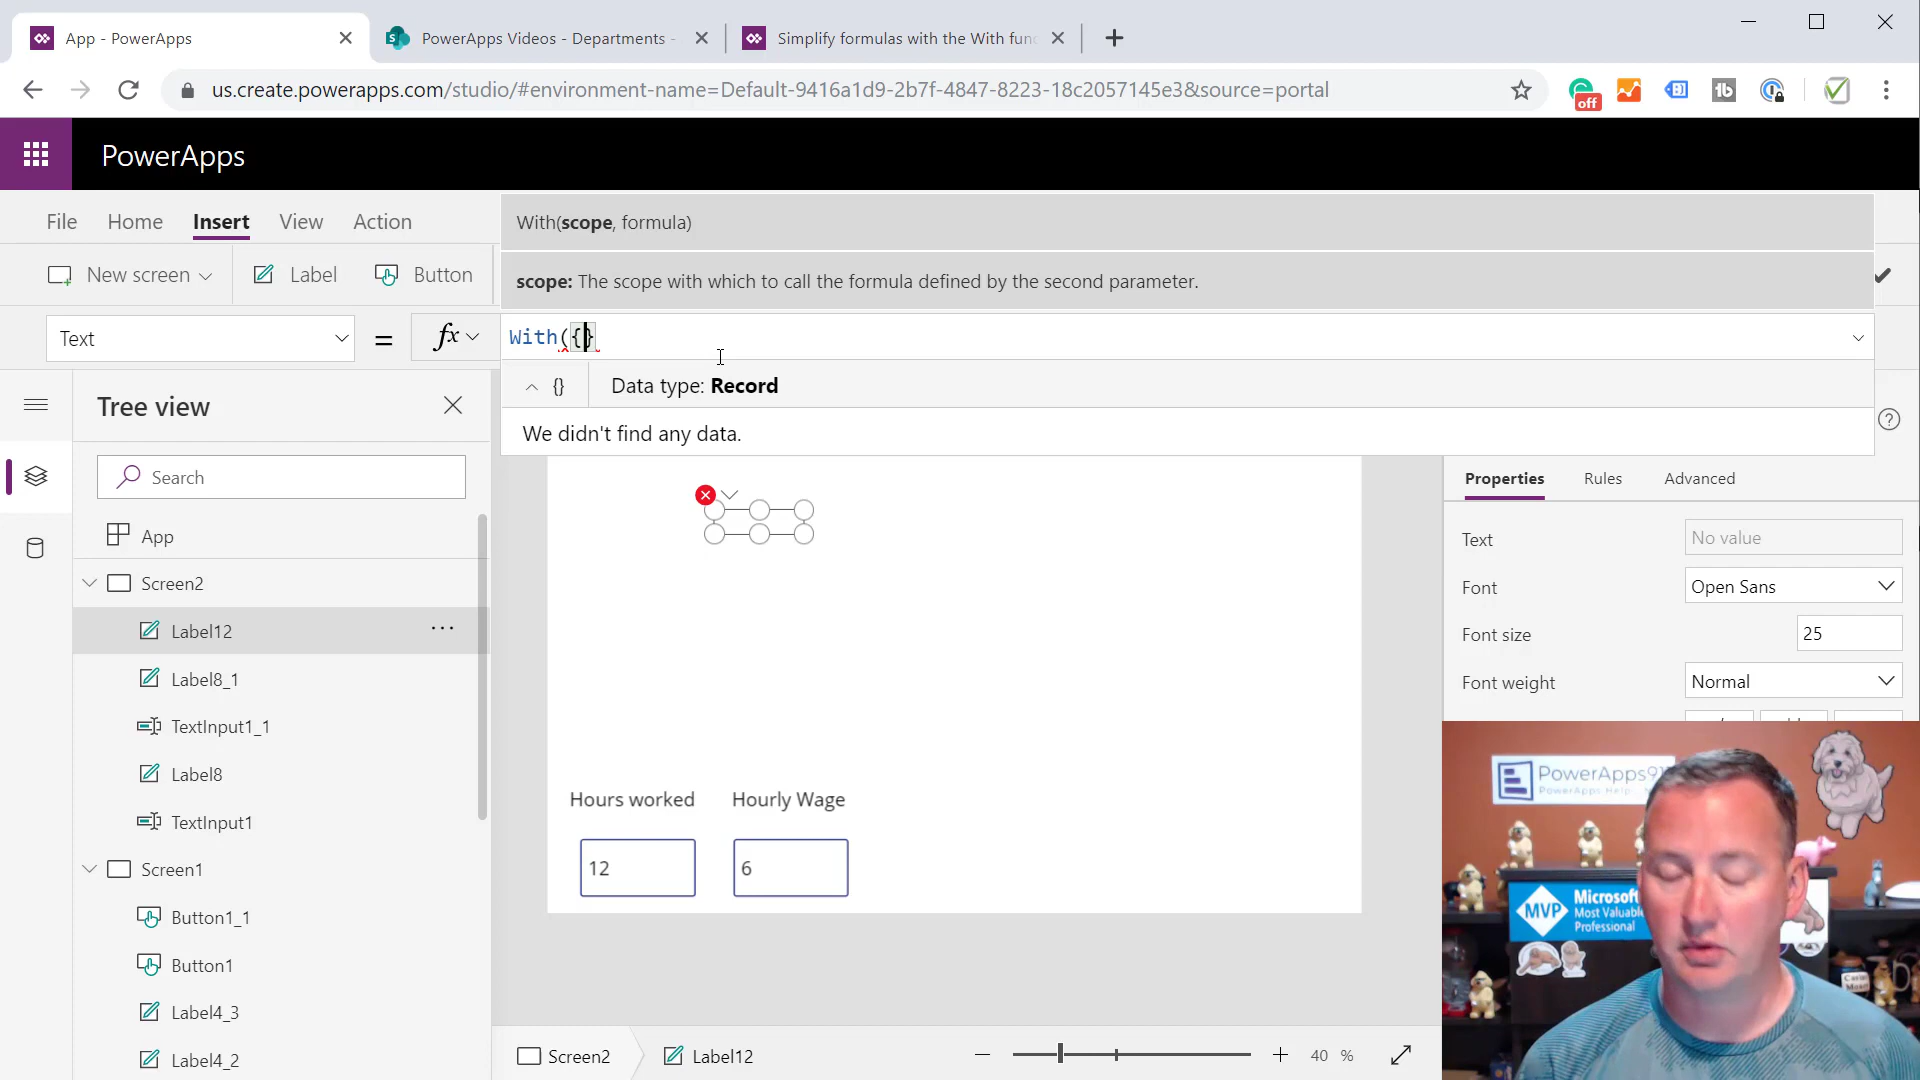 App - PowerApps
PowerApps Videos - Departments -
Simplify formulas with the With func
us.create.powerapps.com/studio/#environment-name=Default-9416a1d9-2b7f-4847-8223-18c2057145e3&source=portal
off
tb
PowerApps
File Home Insert View Action
With(scope, formula)
New screen
Label
Button
scope: The scope with which to call the formula defined by the second parameter.
Text
=
fx
With({}
{}
Data type: Record
We didn't find any data.
Tree view
Search
App
Screen2
Label12
...
Label8_1
TextInput1_1
Label8
TextInput1
Screen1
Button1_1
Button1
Label4_3
Label4_2
Hours worked
Hourly Wage
12
6
Screen2
Label12
40 %
?
Properties Rules Advanced
Text
No value
Font
Open Sans
Font size
25
Font weight
Normal
PowerApps91
PowerApps Help
MVP
Microsoft
Most Valuable
Professional